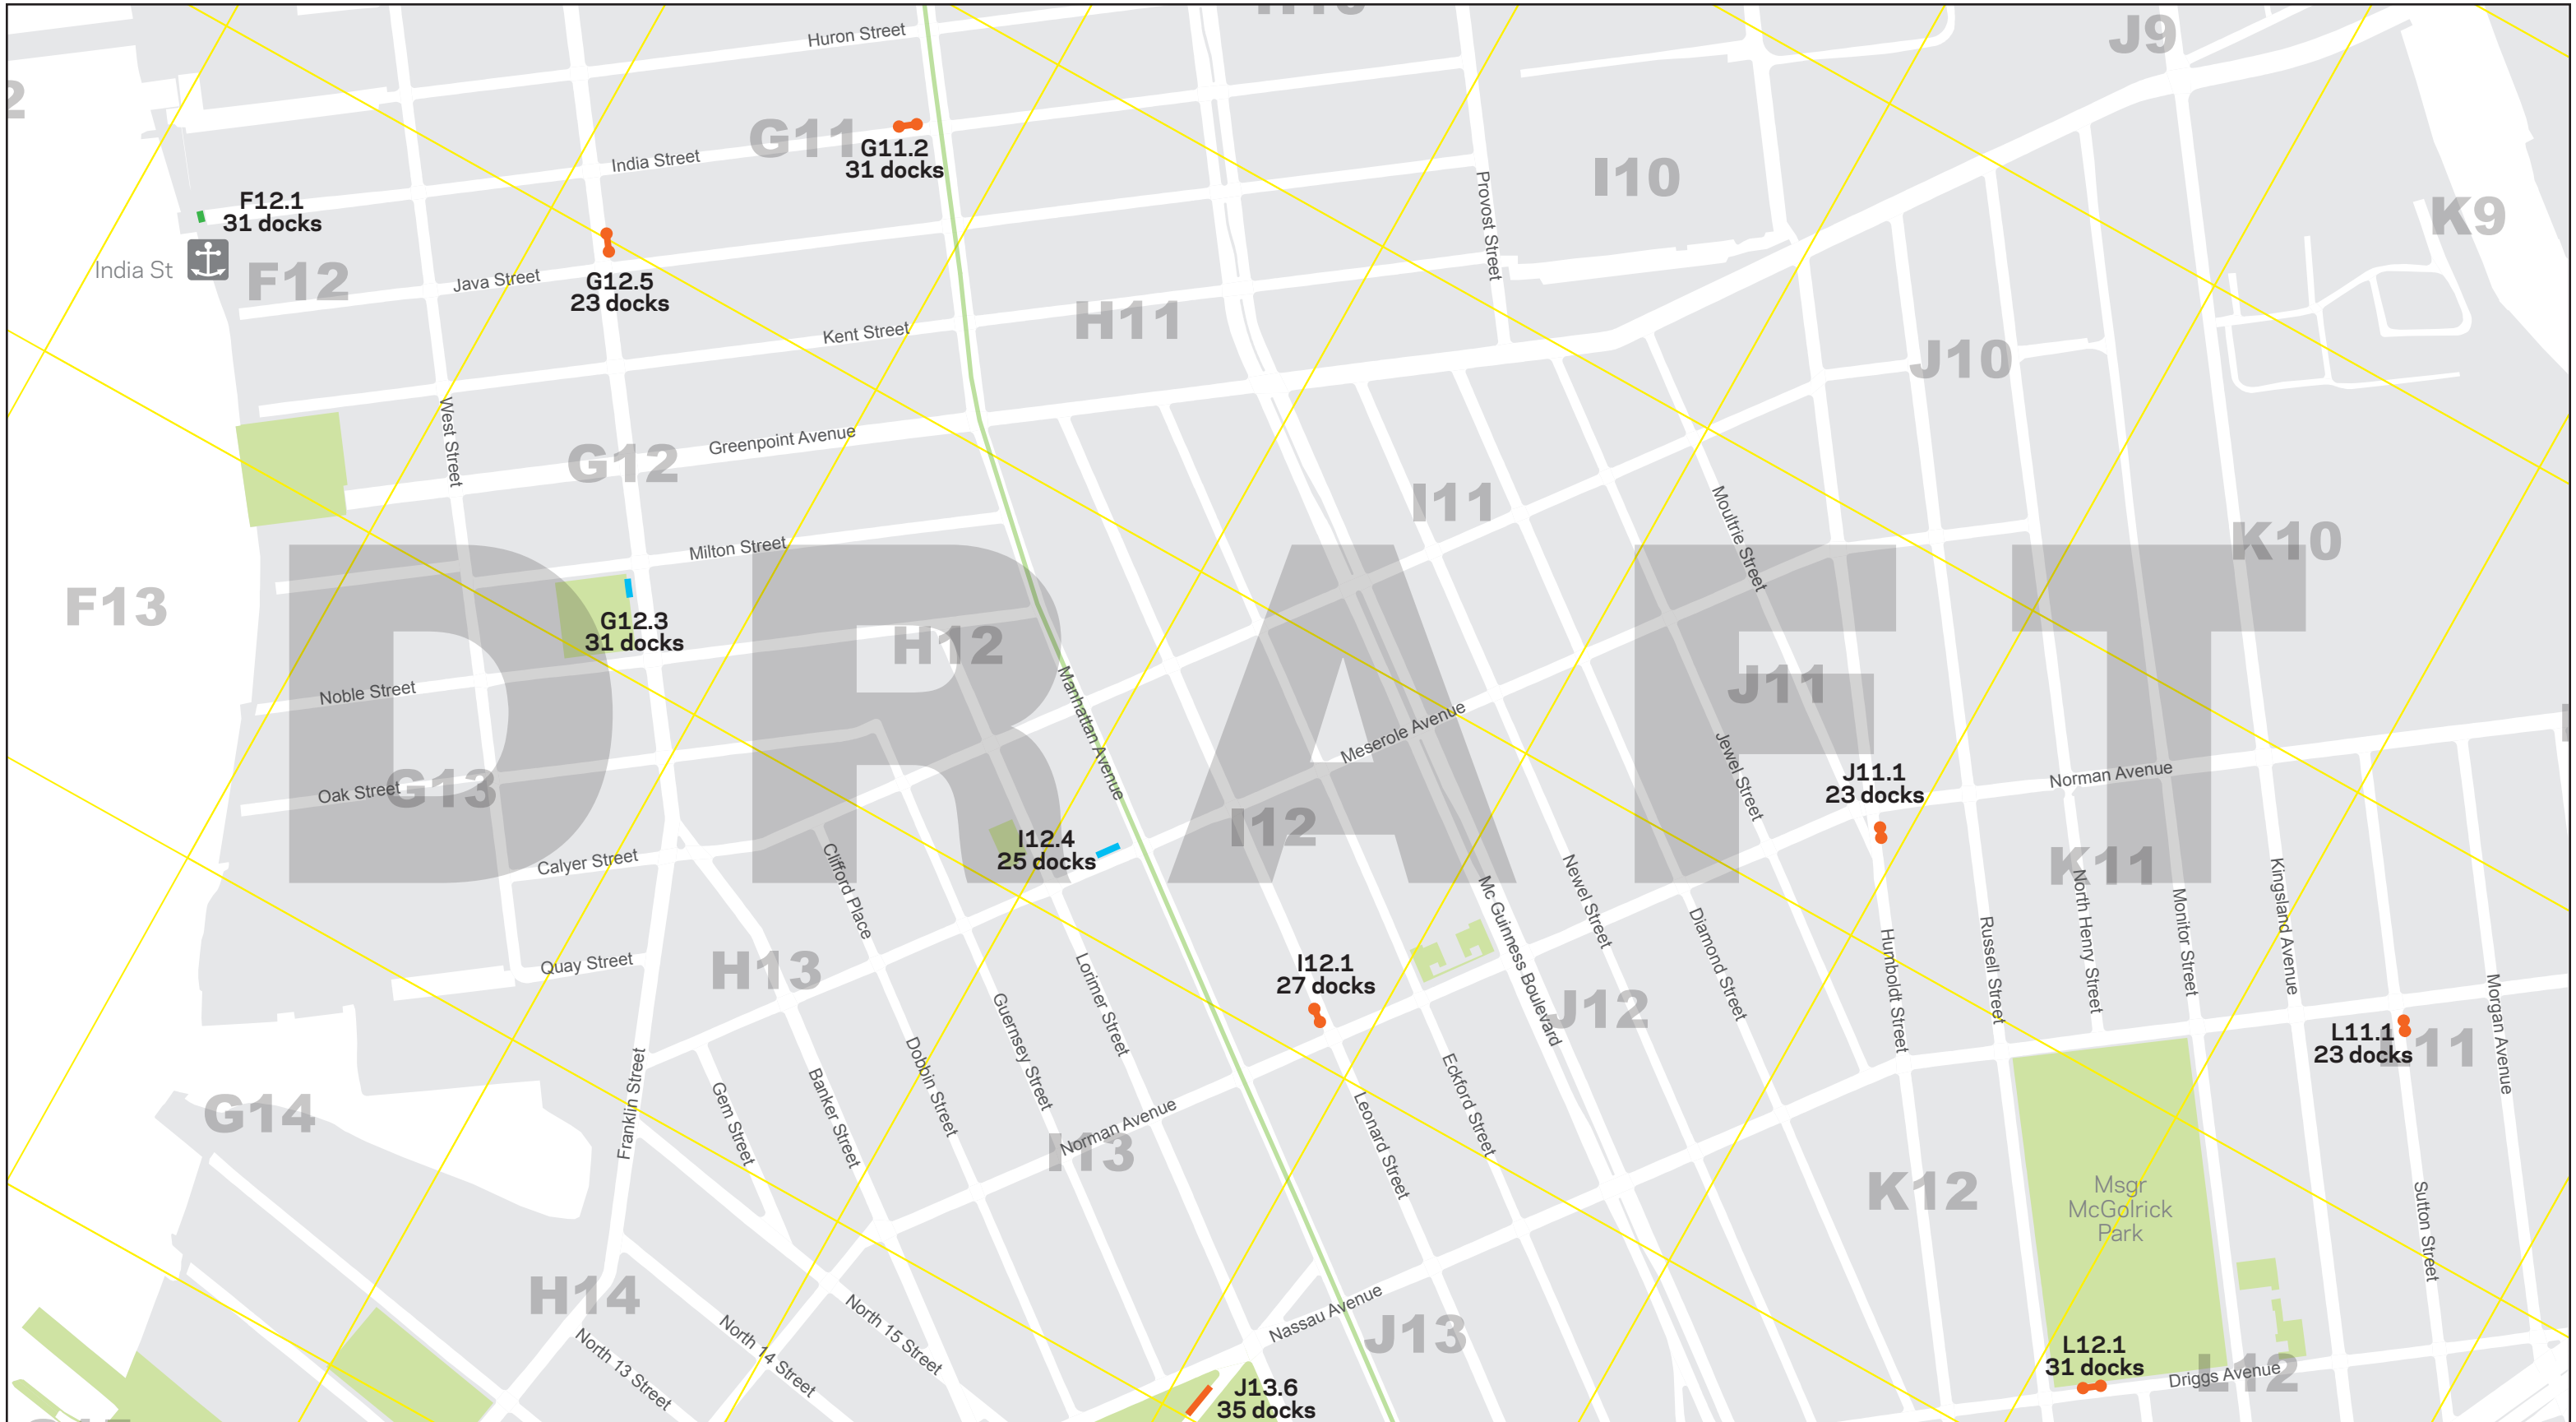 J9
Huron Street
G11
G11.2
31 docks
India Street
I10
Provost Street
F12.1
31 docks
K9
India St
F12
Java Street
G12.5
23 docks
H11
Kent Street
J10
West Street
Greenpoint Avenue
G12
I11
Moultrie Street
K10
Milton Street
DRAFT
F13
G12.3
31 docks
H12
Noble Street
Manhattan Avenue
J11
Meserole Avenue
Jewel Street
J11.1
23 docks
Norman Avenue
Oak Street
G13
I12
I12.4
25 docks
Calyer Street
Clifford Place
K11
Mc Guinness Boulevard
Newel Street
Diamond Street
Humboldt Street
Russell Street
North Henry Street
Monitor Street
Kingsland Avenue
Morgan Avenue
Quay Street
H13
Lorimer Street
Guernsey Street
I12.1
27 docks
J12
L11.1
23 docks
L11
Franklin Street
Gem Street
Banker Street
Dobbin Street
Norman Avenue
I13
Leonard Street
Eckford Street
G14
K12
Msgr
McGolrick
Park
Sutton Street
H14
North 13 Street
North 14 Street
North 15 Street
Nassau Avenue
J13
J13.6
35 docks
L12.1
31 docks
Driggs Avenue
L12